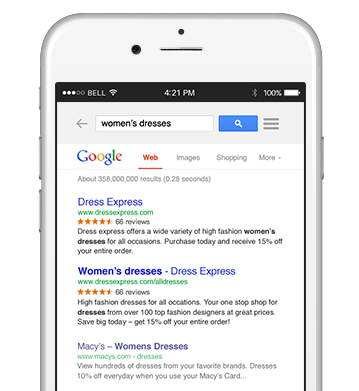 BELL 4:21 PM 100%
women's dresses
Google Web Images Shopping More
About 358,000,000 results (0.28 seconds)
Dress Express
www.dressexpress.com
66 reviews
Dress express offers a wide variety of high fashion women's
dresses for all occasions. Purchase today and receive 15% off
your entire order.
Women's dresses - Dress Express
www.dressexpress.com/alldresses
66 reviews
High fashion dresses for all occations. Your one stop shop for
dresses from over 100 top fashion designers at great prices.
Save big today – get 15% off your entire order!
Macy's – Womens Dresses
www.macys.com - dresses
View hundreds of dresses from your favorite brands. Dresses
10% off everyday when you use your Macy's Card...